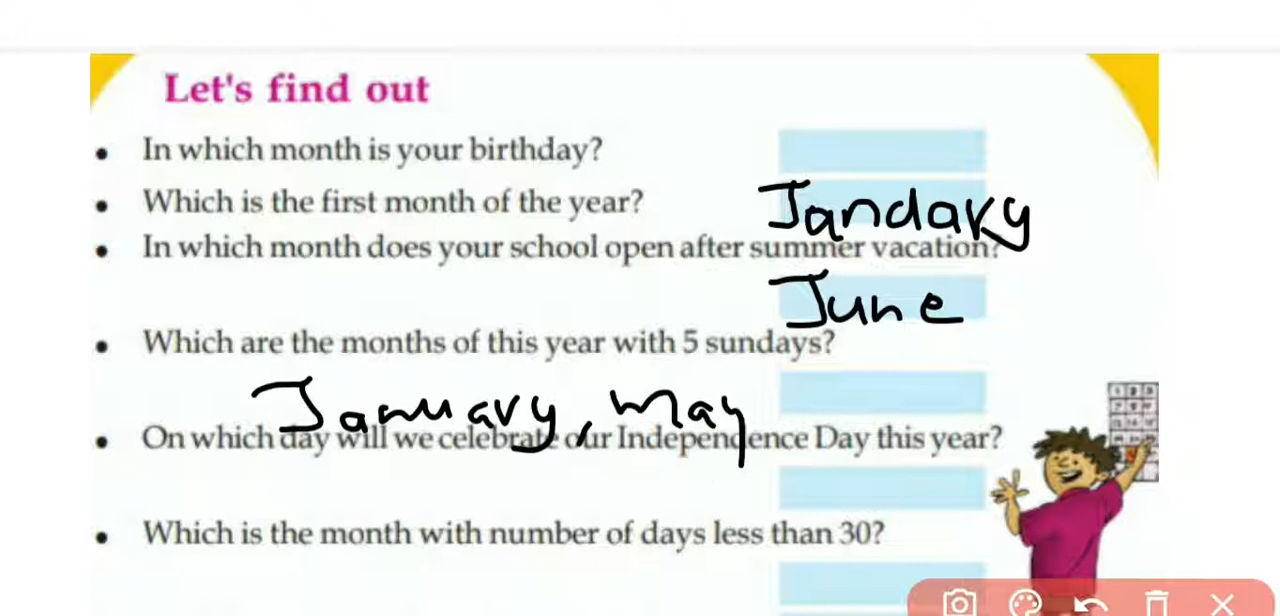 Let's find out
• In which month is your birthday?
• Which is the first month of the year?
Jandary
• In which month does your school open after summer vacation?
June
• Which are the months of this year with 5 sundays?
January, may
• On which day will we celebrate our Independence Day this year?
• Which is the month with number of days less than 30?